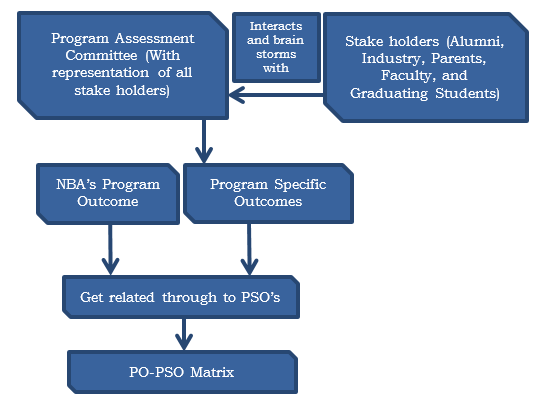 Program Assessment
Committee (With
representation of all
stake holders)
Interacts
and brain
storms
with
Stake holders (Alumni,
Industry, Parents,
Faculty, and
Graduating Students)
NBA's Program
Outcome
Program Specific
Outcomes
Get related through to PSO's
PO-PSO Matrix